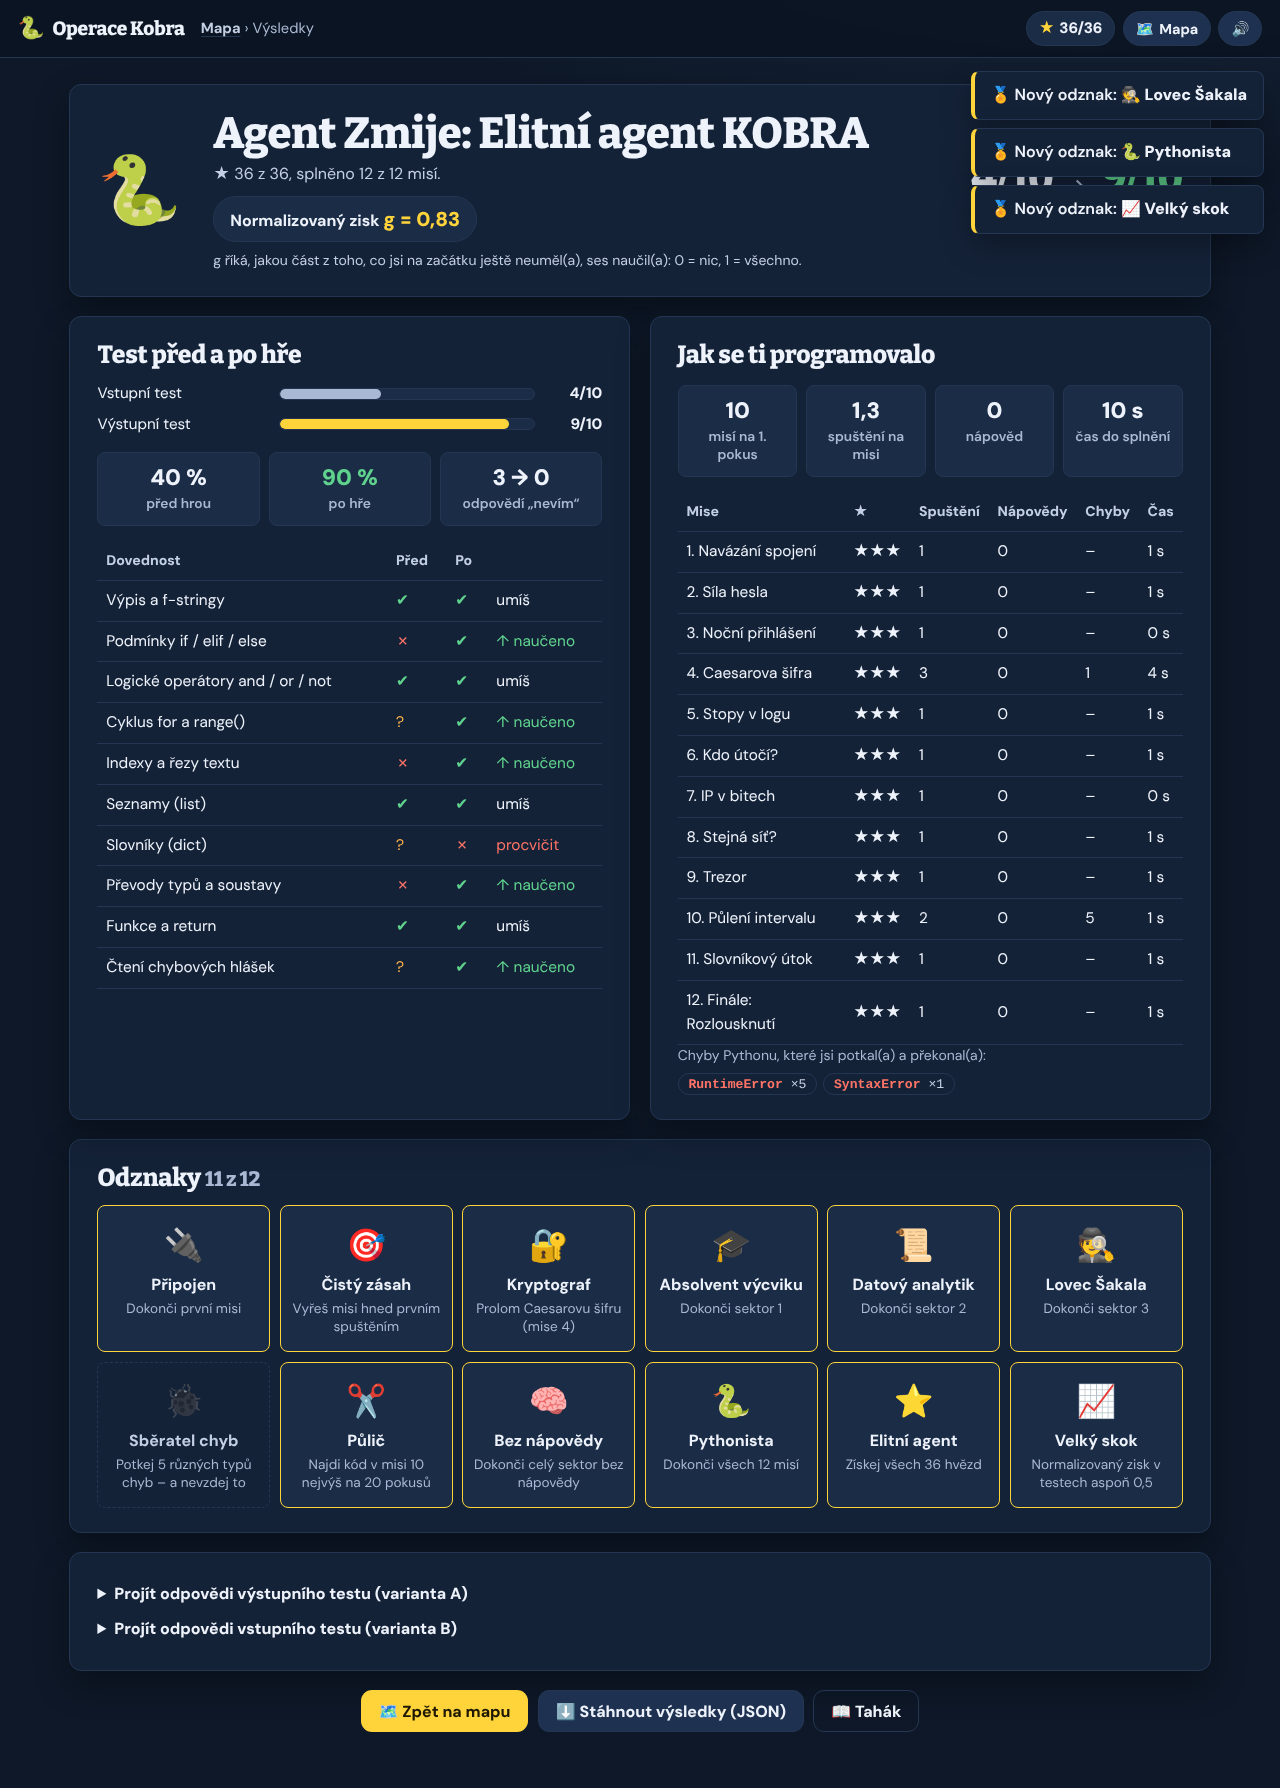 Operace Kobra
Mapa › Výsledky
★ 36/36
Mapa
Nový odznak: Lovec Šakala
Nový odznak: Pythonista
Nový odznak: Velký skok
Agent Zmije: Elitní agent KOBRA
★ 36 z 36, splněno 12 z 12 misí.
Normalizovaný zisk g = 0,83
g říká, jakou část z toho, co jsi na začátku ještě neuměl(a), ses naučil(a): 0 = nic, 1 = všechno.
Test před a po hře
Vstupní test 4/10
Výstupní test 9/10
40 % 90 % 3 → 0
před hrou po hře odpovědí „nevím“
Dovednost Před Po
Výpis a f-stringy ✔ ✔ umíš
Podmínky if / elif / else × ✔ ↑ naučeno
Logické operátory and / or / not ✔ ✔ umíš
Cyklus for a range() ? ✔ ↑ naučeno
Indexy a řezy textu × ✔ ↑ naučeno
Seznamy (list) ✔ ✔ umíš
Slovníky (dict) ? × procvičit
Převody typů a soustavy × ✔ ↑ naučeno
Funkce a return ✔ ✔ umíš
Čtení chybových hlášek ? ✔ ↑ naučeno
Jak se ti programovalo
10 1,3 0 10 s
misí na 1. spuštění na nápověd čas do splnění
pokus misi
Mise ★ Spuštění Nápovědy Chyby Čas
1. Navázání spojení ★★★ 1 0 – 1 s
2. Síla hesla ★★★ 1 0 – 1 s
3. Noční přihlášení ★★★ 1 0 – 0 s
4. Caesarova šifra ★★★ 3 0 1 4 s
5. Stopy v logu ★★★ 1 0 – 1 s
6. Kdo útočí? ★★★ 1 0 – 1 s
7. IP v bitech ★★★ 1 0 – 0 s
8. Stejná síť? ★★★ 1 0 – 1 s
9. Trezor ★★★ 1 0 – 1 s
10. Půlení intervalu ★★★ 2 0 5 1 s
11. Slovníkový útok ★★★ 1 0 – 1 s
12. Finále:
Rozlousknutí ★★★ 1 0 – 1 s
Chyby Pythonu, které jsi potkal(a) a překonal(a):
RuntimeError ×5 SyntaxError ×1
Odznaky 11 z 12
Připojen
Dokonči první misi
Čistý zásah
Vyřeš misi hned prvním
spuštěním
Kryptograf
Prolom Caesarovu šifru
(mise 4)
Absolvent výcviku
Dokonči sektor 1
Datový analytik
Dokonči sektor 2
Lovec Šakala
Dokonči sektor 3
Sběratel chyb
Potkej 5 různých typů
chyb – a nevzdej to
Půlič
Najdi kód v misi 10
nejvýš na 20 pokusů
Bez nápovědy
Dokonči celý sektor bez
nápovědy
Pythonista
Dokonči všech 12 misí
Elitní agent
Získej všech 36 hvězd
Velký skok
Normalizovaný zisk v
testech aspoň 0,5
▶ Projít odpovědi výstupního testu (varianta A)
▶ Projít odpovědi vstupního testu (varianta B)
Zpět na mapu
Stáhnout výsledky (JSON)
Tahák